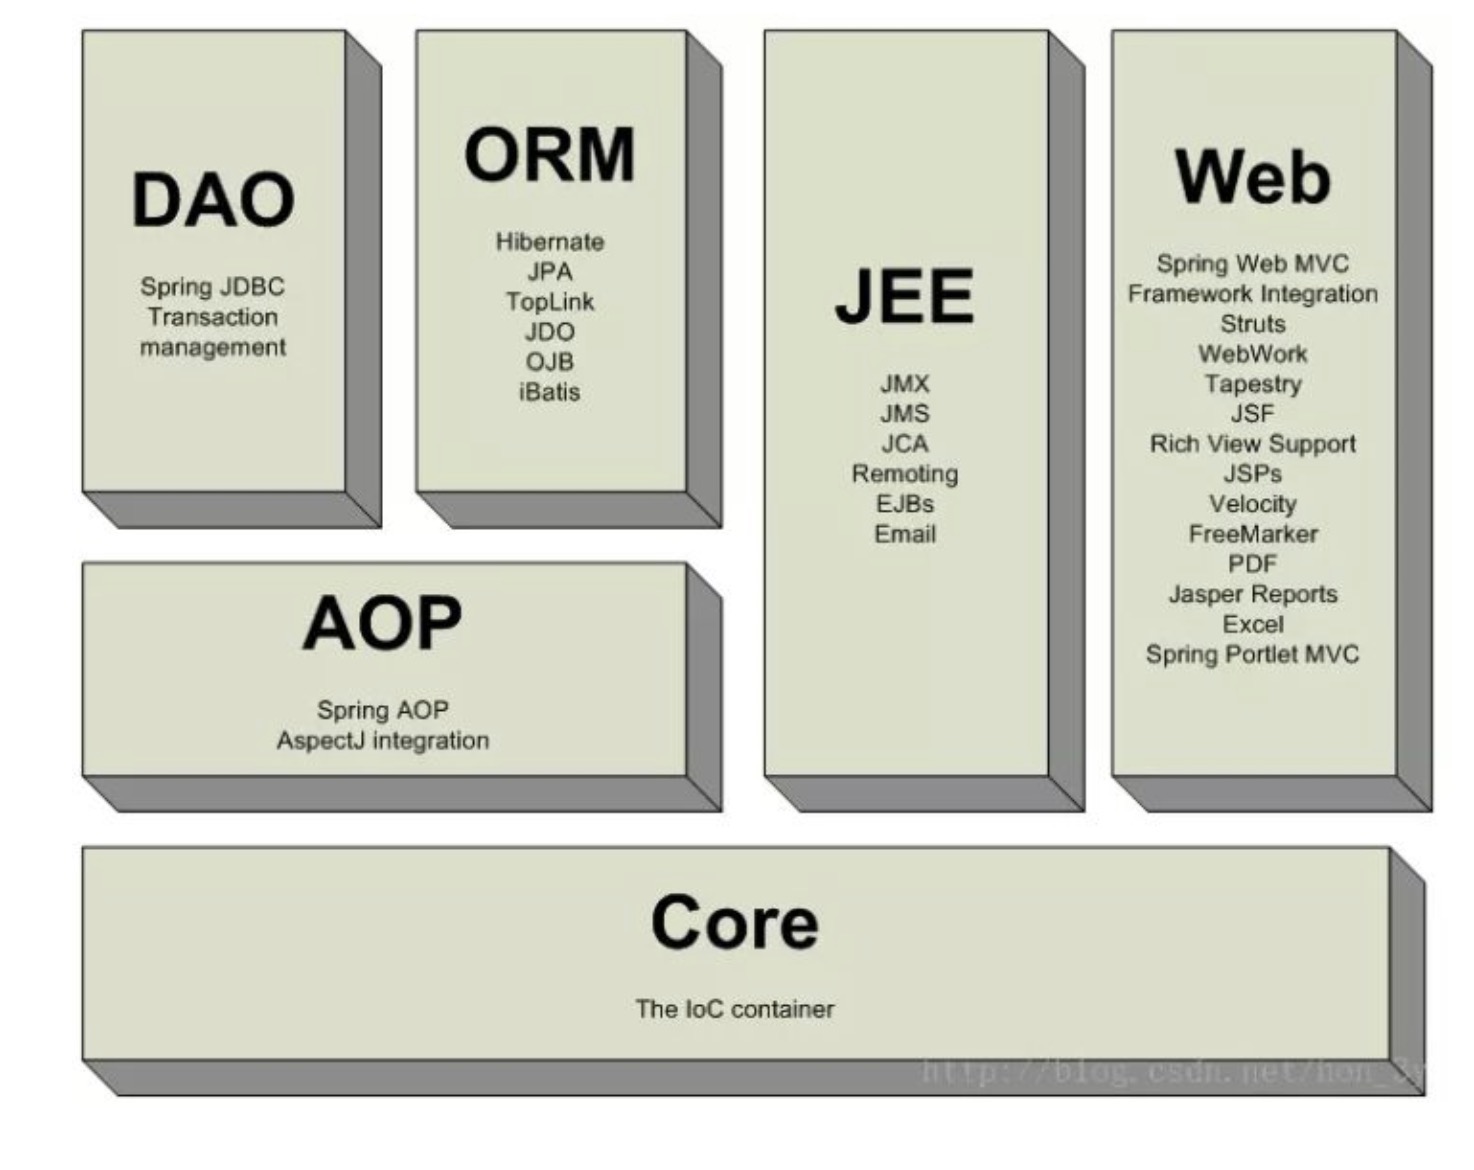 DAO
Spring JDBC
Transaction
management
ORM
Hibernate
JPA
TopLink
JDO
OJB
iBatis
JEE
JMX
JMS
JCA
Remoting
EJBs
Email
Web
Spring Web MVC
Framework Integration
Struts
WebWork
Tapestry
JSF
Rich View Support
JSPs
Velocity
FreeMarker
PDF
Jasper Reports
Excel
Spring Portlet MVC
AOP
Spring AOP
AspectJ integration
Core
The IoC container
http://blog.csdn.net/hon_3y